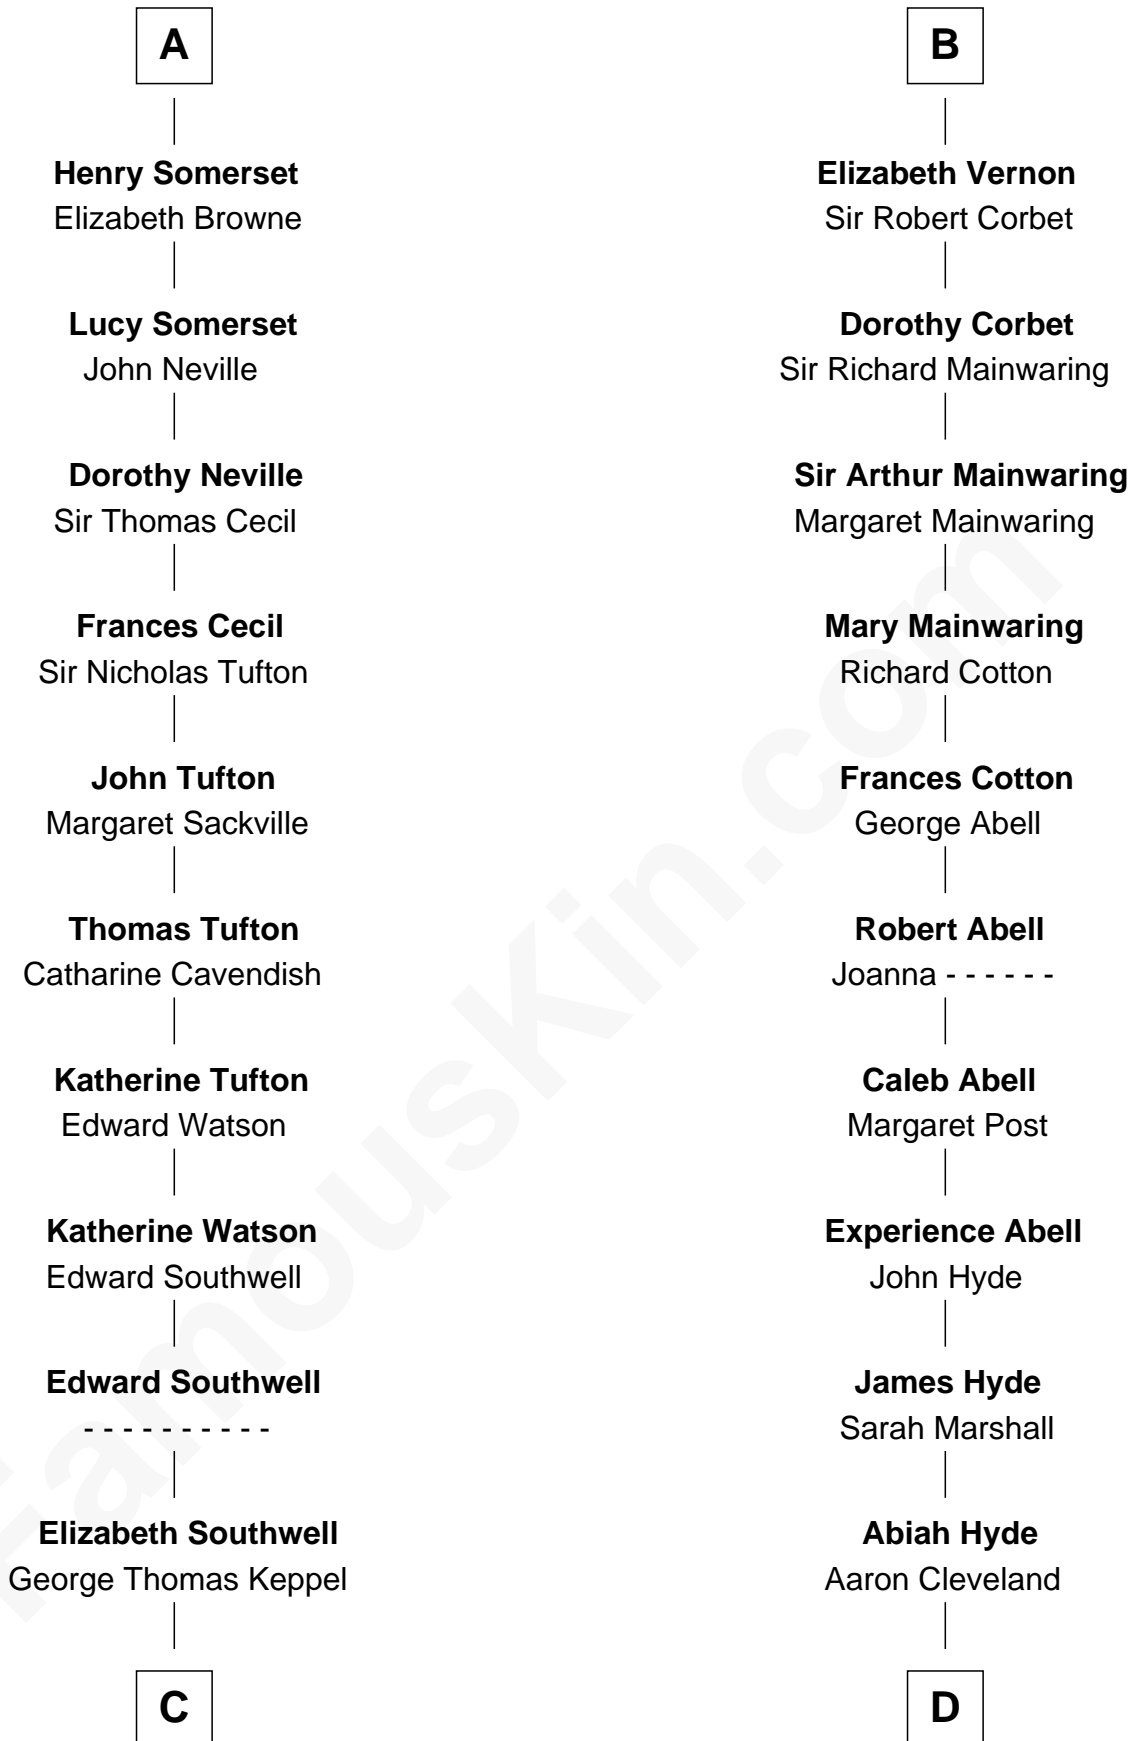 A
Henry Somerset
Elizabeth Browne
Lucy Somerset
John Neville
Dorothy Neville
Sir Thomas Cecil
Frances Cecil
Sir Nicholas Tufton
John Tufton
Margaret Sackville
Thomas Tufton
Catharine Cavendish
Katherine Tufton
Edward Watson
Katherine Watson
Edward Southwell
Edward Southwell
- - - - - - - - - -
Elizabeth Southwell
George Thomas Keppel
C
B
Elizabeth Vernon
Sir Robert Corbet
Dorothy Corbet
Sir Richard Mainwaring
Sir Arthur Mainwaring
Margaret Mainwaring
Mary Mainwaring
Richard Cotton
Frances Cotton
George Abell
Robert Abell
Joanna - - - - - -
Caleb Abell
Margaret Post
Experience Abell
John Hyde
James Hyde
Sarah Marshall
Abiah Hyde
Aaron Cleveland
D
FamousKin.com